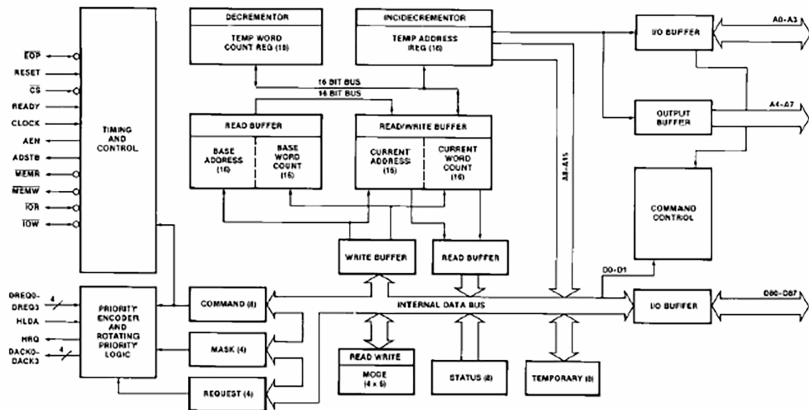 DECREMENTOR
TEMP WORD
COUNT REG (16)
INC/DECREMENTOR
TEMP ADDRESS
REG (16)
16 BIT BUS
16 BIT BUS
I/O BUFFER
A0-A3
OUTPUT
BUFFER
A4-A7
COMMAND
CONTROL
EOP
RESET
CS
READY
CLOCK
AEN
ADSTB
MEMR
MEMW
IOR
IOW
TIMING
AND
CONTROL
READ BUFFER
BASE
ADDRESS
(16)
BASE
WORD
COUNT
(16)
READ/WRITE BUFFER
CURRENT
ADDRESS
(16)
CURRENT
WORD
COUNT
(16)
A8-A15
WRITE BUFFER
READ BUFFER
D0-D1
DREQ0-
DREQ3
4
HLDA
HRQ
DACK0-
DACK3
4
PRIORITY
ENCODER
AND
ROTATING
PRIORITY
LOGIC
COMMAND (8)
MASK (4)
REQUEST (4)
INTERNAL DATA BUS
I/O BUFFER
DB0-DB7
READ WRITE
MODE
(4 x 6)
STATUS (8)
TEMPORARY (8)